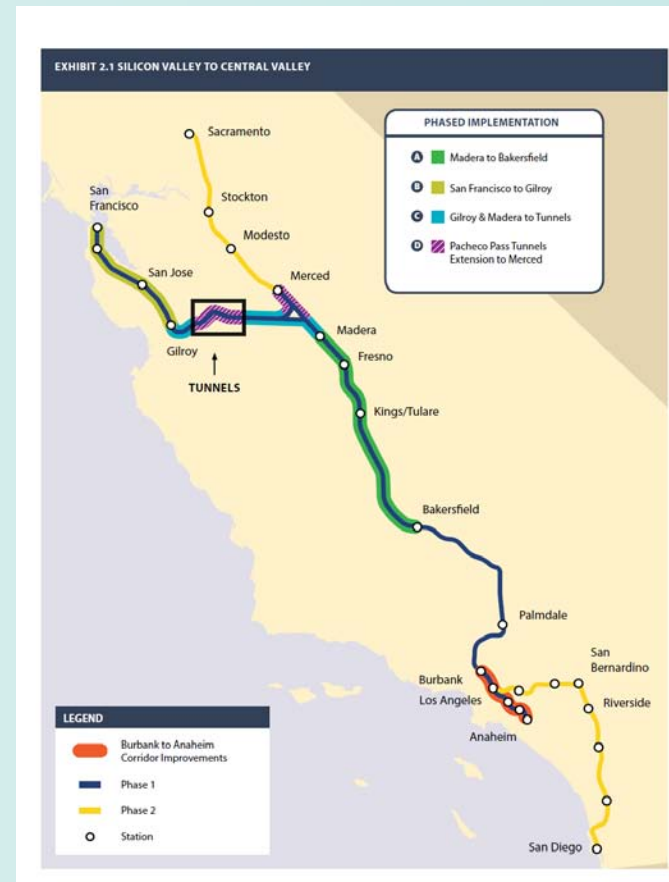 EXHIBIT 2.1 SILICON VALLEY TO CENTRAL VALLEY
PHASED IMPLEMENTATION
A Madera to Bakersfield
B San Francisco to Gilroy
C Gilroy & Madera to Tunnels
D Pacheco Pass Tunnels
Extension to Merced
Sacramento
San
Francisco
Stockton
Modesto
San Jose
Merced
Gilroy
Madera
TUNNELS
Fresno
Kings/Tulare
Bakersfield
Palmdale
San
Bernardino
Burbank
Los Angeles
Riverside
Anaheim
San Diego
LEGEND
Burbank to Anaheim
Corridor Improvements
Phase 1
Phase 2
Station